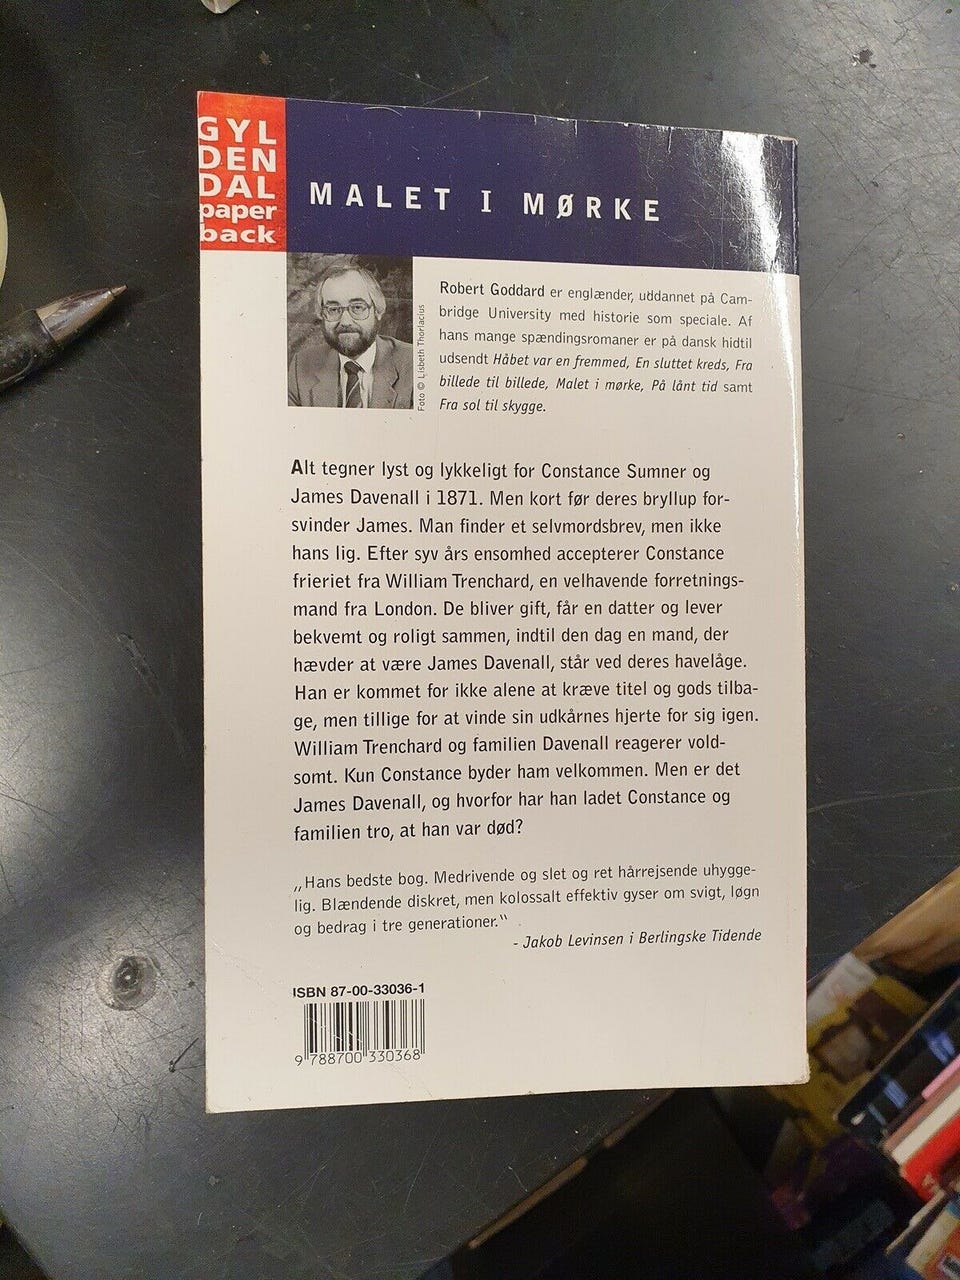 GYL
DEN
DAL
paper
back
MALET I MØRKE
Robert Goddard er englænder, uddannet på Cam-
bridge University med historie som speciale. Af
hans mange spændingsromaner er på dansk hidtil
udsendt Håbet var en fremmed, En sluttet kreds, Fra
billede til billede, Malet i mørke, På lånt tid samt
Fra sol til skygge.
Foto © Lisbeth Thorlacius
Alt tegner lyst og lykkeligt for Constance Sumner og
James Davenall i 1871. Men kort før deres bryllup for-
svinder James. Man finder et selvmordsbrev, men ikke
hans lig. Efter syv års ensomhed accepterer Constance
frieriet fra William Trenchard, en velhavende forretnings-
mand fra London. De bliver gift, får en datter og lever
bekvemt og roligt sammen, indtil den dag en mand, der
hævder at være James Davenall, står ved deres havelåge.
Han er kommet for ikke alene at kræve titel og gods tilba-
ge, men tillige for at vinde sin udkårnes hjerte for sig igen.
William Trenchard og familien Davenall reagerer vold-
somt. Kun Constance byder ham velkommen. Men er det
James Davenall, og hvorfor har han ladet Constance og
familien tro, at han var død?
„Hans bedste bog. Medrivende og slet og ret hårrejsende uhygge-
lig. Blændende diskret, men kolossalt effektiv gyser om svigt, løgn
og bedrag i tre generationer.“
- Jakob Levinsen i Berlingske Tidende
ISBN 87-00-33036-1
9 788700 330368